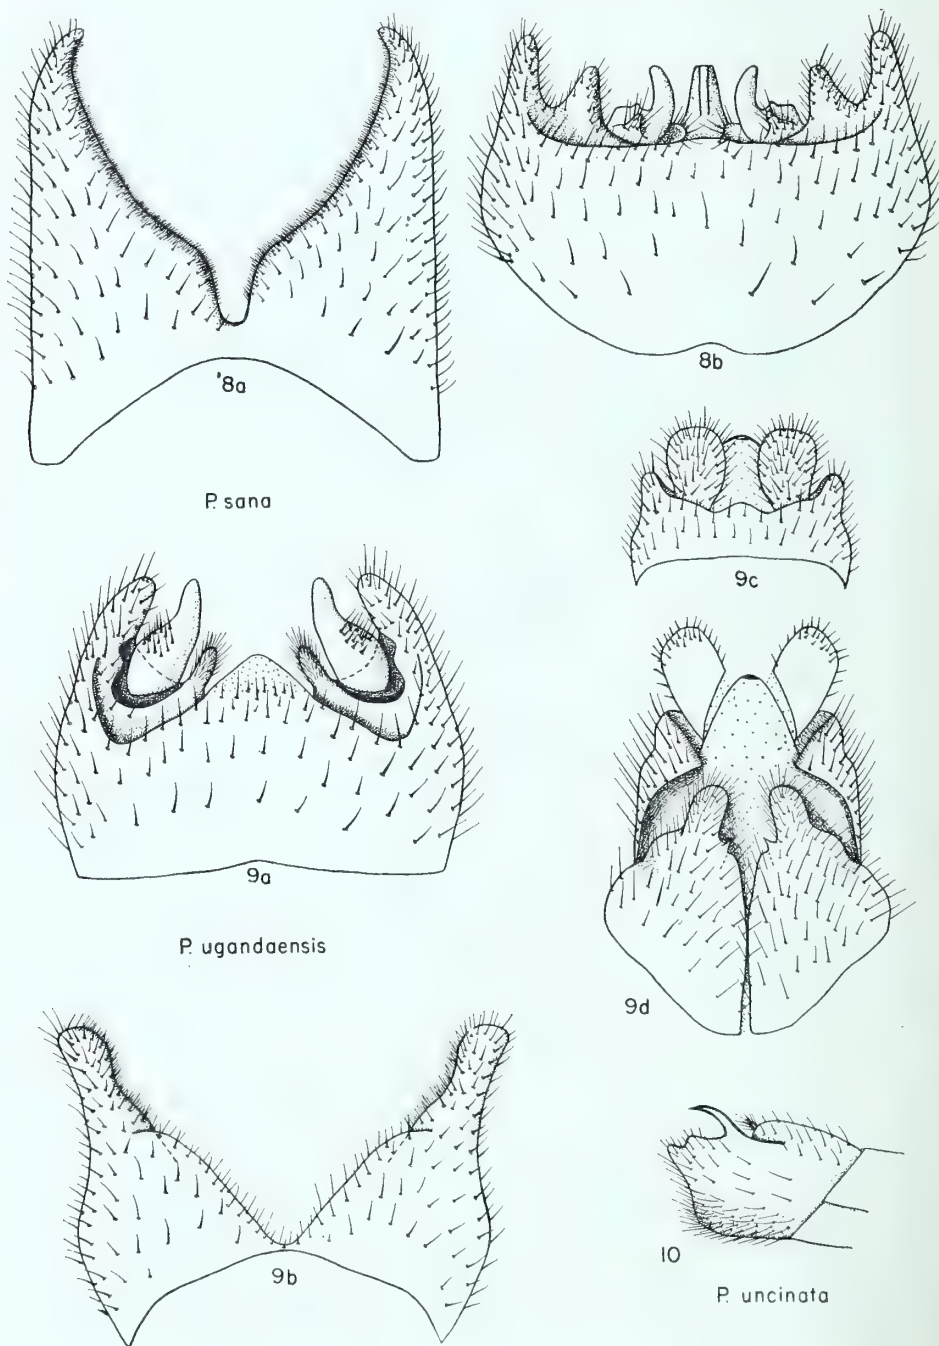 '8a
8b
P. sana
9c
9a
P. ugandaensis
9d
9b
10
P. uncinata